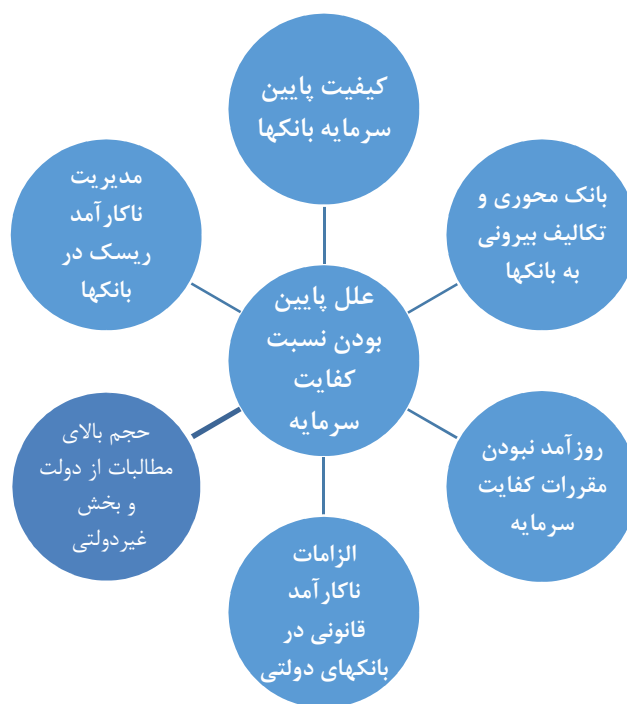 کیفیت پایین
سرمایه بانکها
بانک محوری و
تکالیف بیرونی
به بانکها
روزآمد نبودن
مقررات کفایت
سرمایه
الزامات
ناکارآمد
قانونی در
بانکهای دولتی
حجم بالای
مطالبات از دولت
و بخش
غیردولتی
مدیریت
ناکارآمد
ریسک در
بانکها
علل پایین
بودن نسبت
کفایت
سرمایه